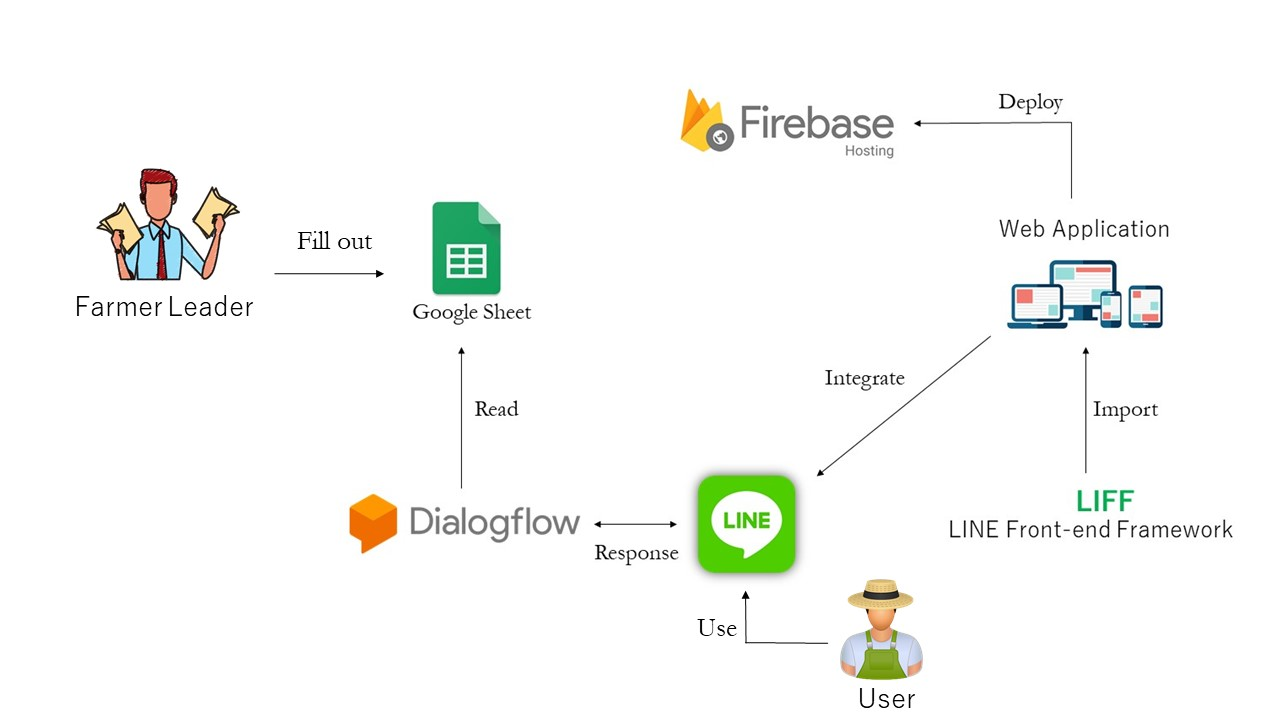 Deploy
Firebase
Hosting
Fill out
Farmer Leader
Google Sheet
Web Application
Integrate
Read
Import
Dialogflow
Response
LINE
LIFF
LINE Front-end Framework
Use
User